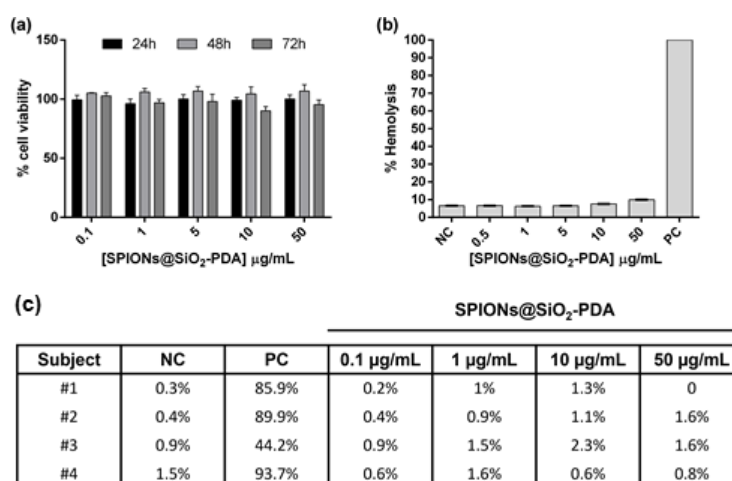 (a)
24h 48h 72h
150
100
50
0
% cell viability
0.1 1 5 10 50
[SPIONs@SiO₂-PDA] µg/mL
(b)
100
90
80
70
60
50
40
30
20
10
0
% Hemolysis
NC 0.5 1 5 10 50 PC
[SPIONs@SiO₂-PDA] µg/mL
(c)
SPIONs@SiO₂-PDA
Subject NC PC 0.1 µg/mL 1 µg/mL 10 µg/mL 50 µg/mL
#1 0.3% 85.9% 0.2% 1% 1.3% 0
#2 0.4% 89.9% 0.4% 0.9% 1.1% 1.6%
#3 0.9% 44.2% 0.9% 1.5% 2.3% 1.6%
#4 1.5% 93.7% 0.6% 1.6% 0.6% 0.8%